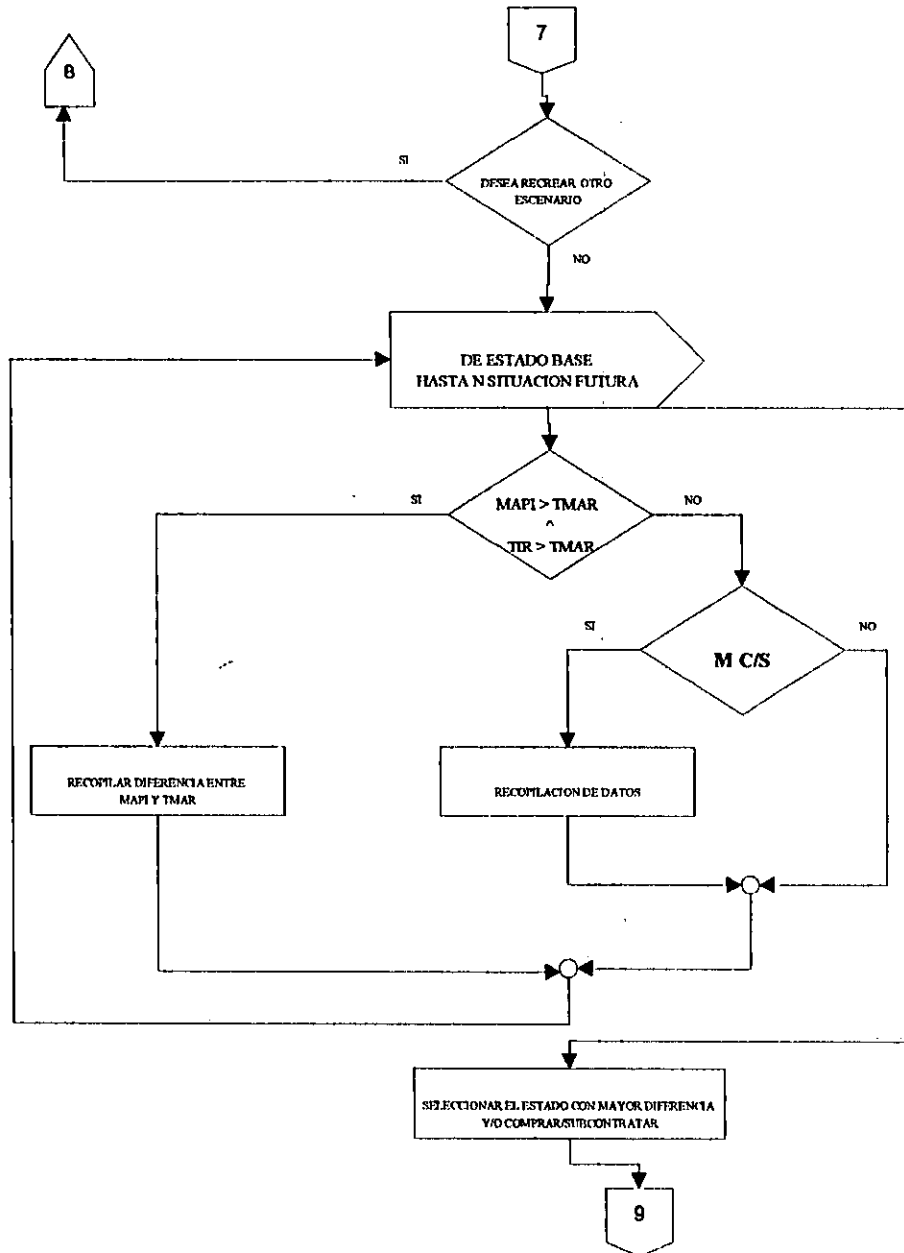 7
8
SI
DESEA RECREAR OTRO
ESCENARIO
NO
DE ESTADO BASE
HASTA N SITUACION FUTURA
SI
MAPI > TMAR
^
TIR > TMAR
NO
SI
M C/S
NO
RECOPILAR DIFERENCIA ENTRE
MAPI Y TMAR
RECOPILACION DE DATOS
SELECCIONAR EL ESTADO CON MAYOR DIFERENCIA
Y/O COMPRAR/SUBCONTRATAR
9